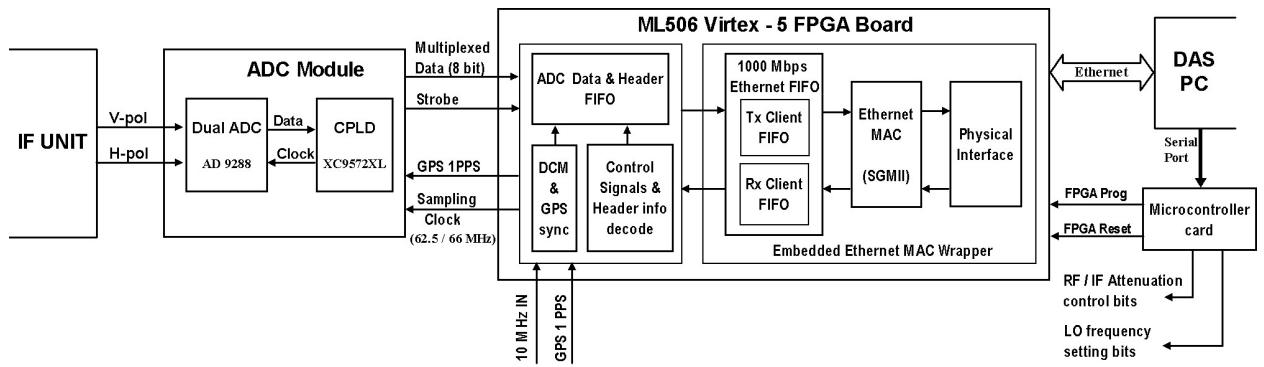 ML506 Virtex - 5 FPGA Board
IF UNIT
V-pol
H-pol
ADC Module
Dual ADC
AD 9288
Data
Clock
CPLD
XC9572XL
Multiplexed
Data (8 bit)
Strobe
GPS 1PPS
Sampling
Clock
(62.5 / 66 MHz)
ADC Data & Header
FIFO
DCM
&
GPS
sync
Control
Signals &
Header info
decode
10 MHz IN
GPS 1 PPS
1000 Mbps
Ethernet FIFO
Tx Client
FIFO
Rx Client
FIFO
Ethernet
MAC
(SGMII)
Physical
Interface
Embedded Ethernet MAC Wrapper
Ethernet
DAS
PC
Serial
Port
FPGA Prog
FPGA Reset
Microcontroller
card
RF / IF Attenuation
control bits
LO frequency
setting bits